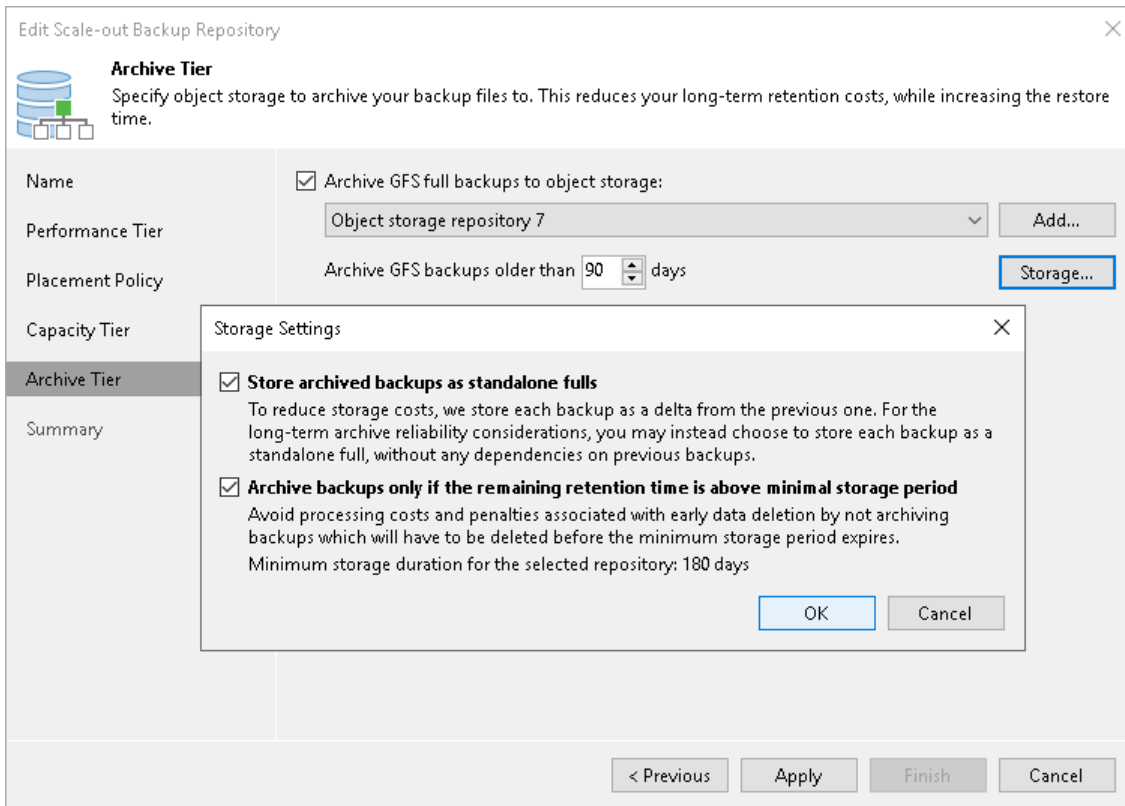 Edit Scale-out Backup Repository
Archive Tier
Specify object storage to archive your backup files to. This reduces your long-term retention costs, while increasing the restore
time.
Name
Performance Tier
Placement Policy
Capacity Tier
Archive Tier
Summary
Archive GFS full backups to object storage:
Object storage repository 7
Add...
Archive GFS backups older than 90 days
Storage...
Storage Settings
Store archived backups as standalone fulls
To reduce storage costs, we store each backup as a delta from the previous one. For the
long-term archive reliability considerations, you may instead choose to store each backup as a
standalone full, without any dependencies on previous backups.
Archive backups only if the remaining retention time is above minimal storage period
Avoid processing costs and penalties associated with early data deletion by not archiving
backups which will have to be deleted before the minimum storage period expires.
Minimum storage duration for the selected repository: 180 days
OK
Cancel
< Previous
Apply
Finish
Cancel